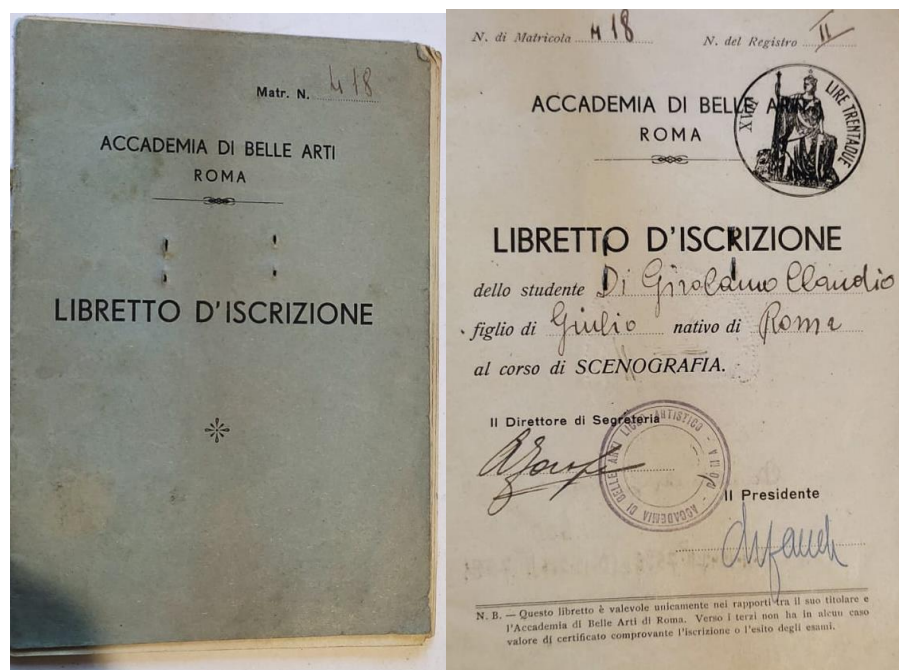 Matr. N. 418
ACCADEMIA DI BELLE ARTI
ROMA
LIBRETTO D'ISCRIZIONE
N. di Matricola 418
N. del Registro II
ACCADEMIA DI BELLE ARTI
ROMA
LIRE TRENTADUE
LIBRETTO D'ISCRIZIONE
dello studente Di Girolamo Claudio
figlio di Giulio nativo di Roma
al corso di SCENOGRAFIA.
Il Direttore di Segreteria
ACCADEMIA DI BELLE ARTI LICEO ARTISTICO - ROMA
Il Presidente
N. B. — Questo libretto è valevole unicamente nei rapporti tra il suo titolare e
l'Accademia di Belle Arti di Roma. Verso i terzi non ha in alcun caso
valore di certificato comprovante l'iscrizione o l'esito degli esami.